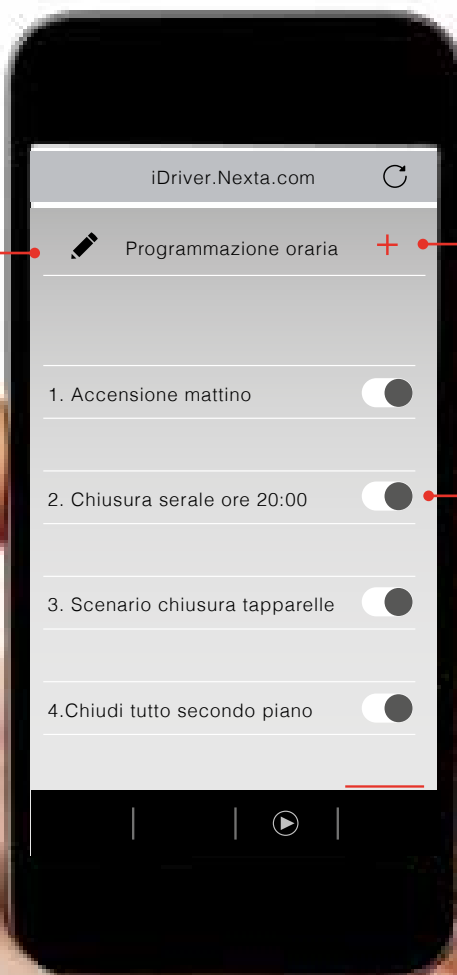 iDriver.Nexta.com
Programmazione oraria
1. Accensione mattino
2. Chiusura serale ore 20:00
3. Scenario chiusura tapparelle
4.Chiudi tutto secondo piano